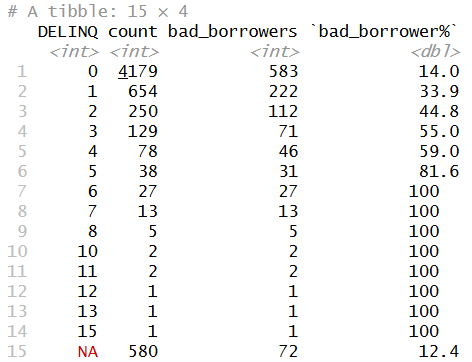 # A tibble: 15 × 4
DELINQ count bad_borrowers `bad_borrower%`
<int> <int> <int> <dbl>
1 0 4179 583 14.0
2 1 654 222 33.9
3 2 250 112 44.8
4 3 129 71 55.0
5 4 78 46 59.0
6 5 38 31 81.6
7 6 27 27 100
8 7 13 13 100
9 8 5 5 100
10 10 2 2 100
11 11 2 2 100
12 12 1 1 100
13 13 1 1 100
14 15 1 1 100
15 NA 580 72 12.4